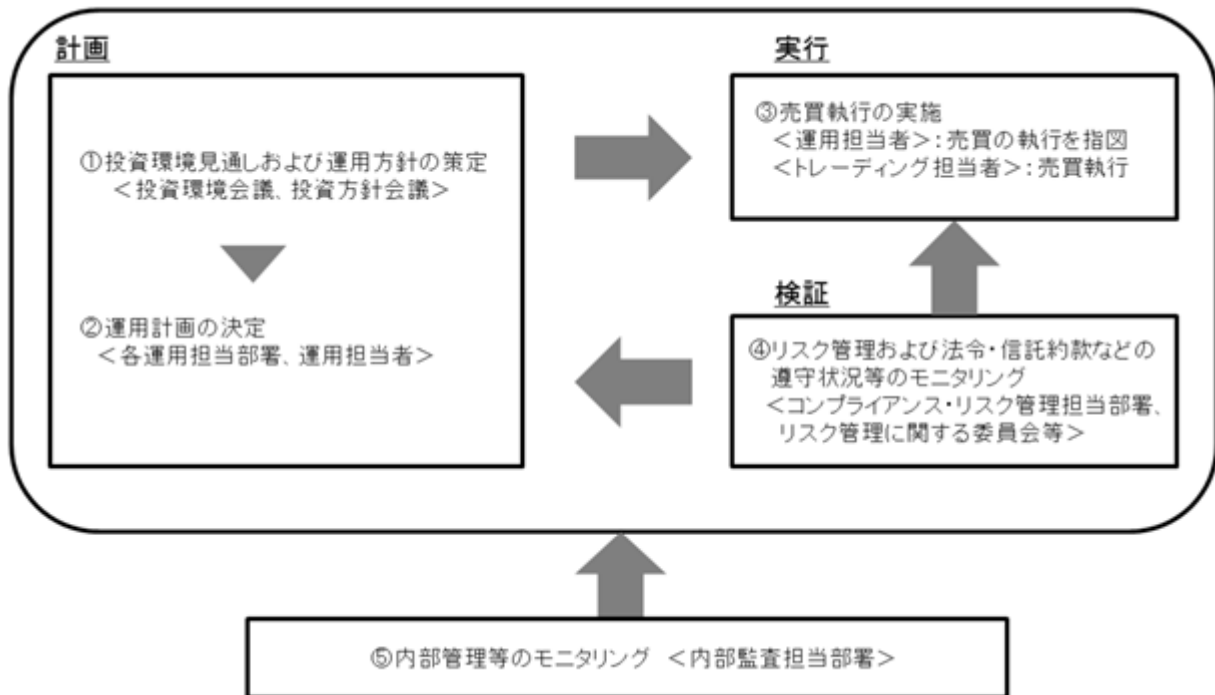 計画
①投資環境見通しおよび運用方針の策定
＜投資環境会議、投資方針会議＞
②運用計画の決定
＜各運用担当部署、運用担当者＞
実行
③売買執行の実施
＜運用担当者＞：売買の執行を指図
＜トレーディング担当者＞：売買執行
検証
④リスク管理および法令・信託約款などの
遵守状況等のモニタリング
＜コンプライアンス・リスク管理担当部署、
リスク管理に関する委員会等＞
⑤内部管理等のモニタリング ＜内部監査担当部署＞